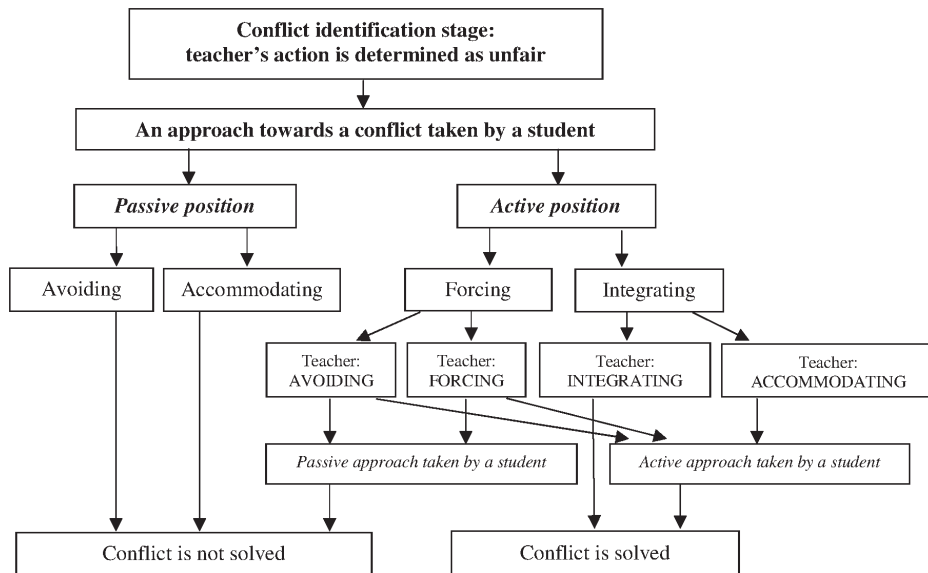 Conflict identification stage:
teacher's action is determined as unfair
An approach towards a conflict taken by a student
Passive position
Active position
Avoiding
Accommodating
Forcing
Integrating
Teacher:
AVOIDING
Teacher:
FORCING
Teacher:
INTEGRATING
Teacher:
ACCOMMODATING
Passive approach taken by a student
Active approach taken by a student
Conflict is not solved
Conflict is solved